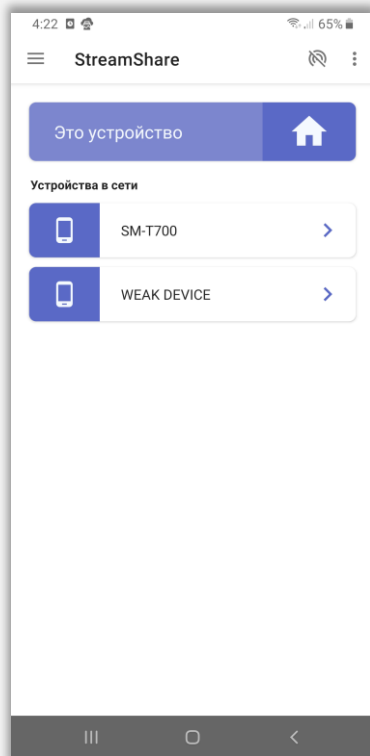 4:22 65%
StreamShare
Это устройство
Устройства в сети
SM-T700
WEAK DEVICE